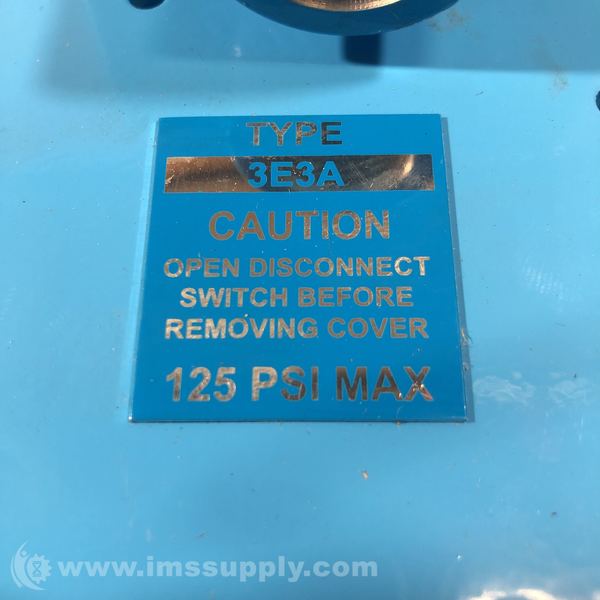 TYPE
3E3A
CAUTION
OPEN DISCONNECT
SWITCH BEFORE
REMOVING COVER
125 PSI MAX
www.imssupply.com